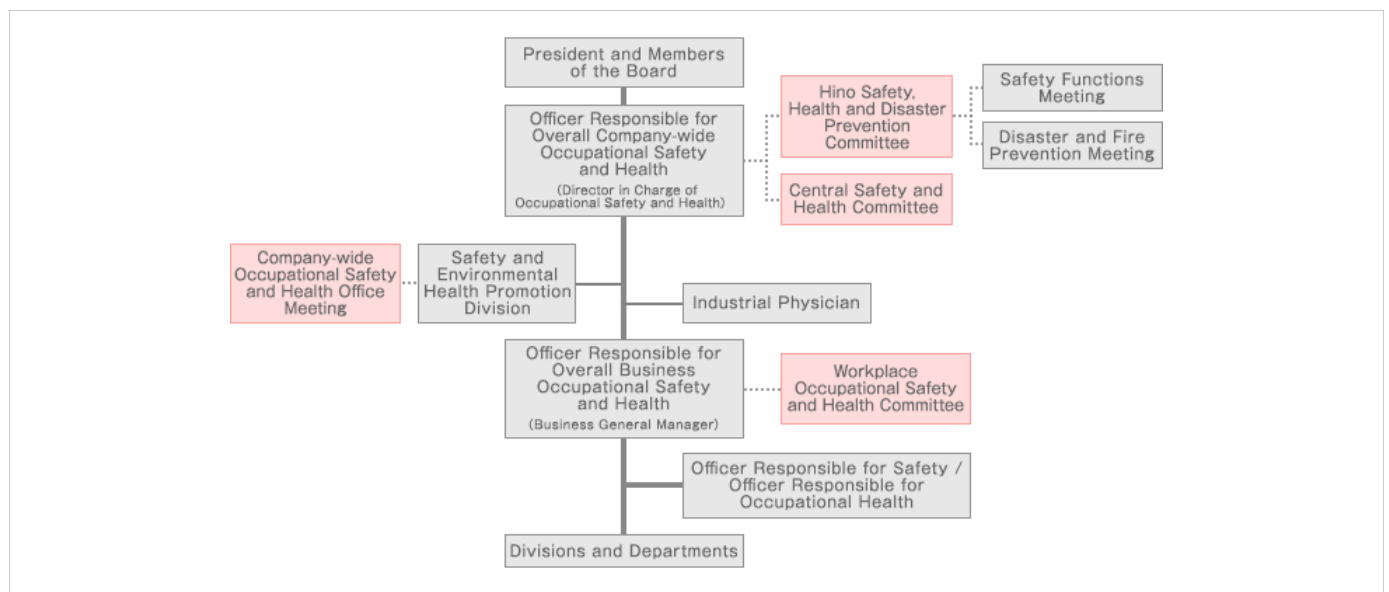 President and Members
of the Board
Officer Responsible for
Overall Company-wide
Occupational Safety
and Health
(Director in Charge of
Occupational Safety and Health)
Hino Safety,
Health and Disaster
Prevention
Committee
Safety Functions
Meeting
Disaster and Fire
Prevention Meeting
Central Safety and
Health Committee
Company-wide
Occupational Safety
and Health Office
Meeting
Safety and
Environmental
Health Promotion
Division
Industrial Physician
Officer Responsible for
Overall Business
Occupational Safety
and Health
(Business General Manager)
Workplace
Occupational Safety
and Health Committee
Officer Responsible for Safety /
Officer Responsible for
Occupational Health
Divisions and Departments